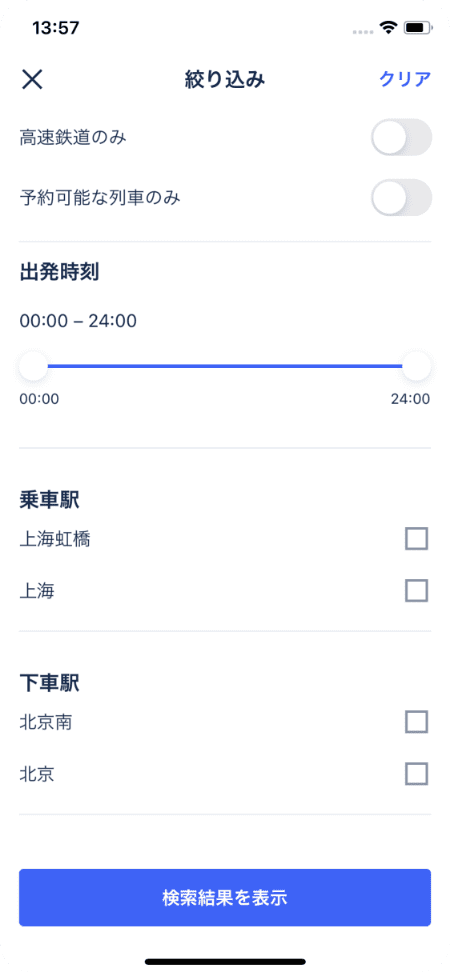 13:57
絞り込み クリア
高速鉄道のみ
予約可能な列車のみ
出発時刻
00:00 – 24:00
00:00 24:00
乗車駅
上海虹橋
上海
下車駅
北京南
北京
検索結果を表示